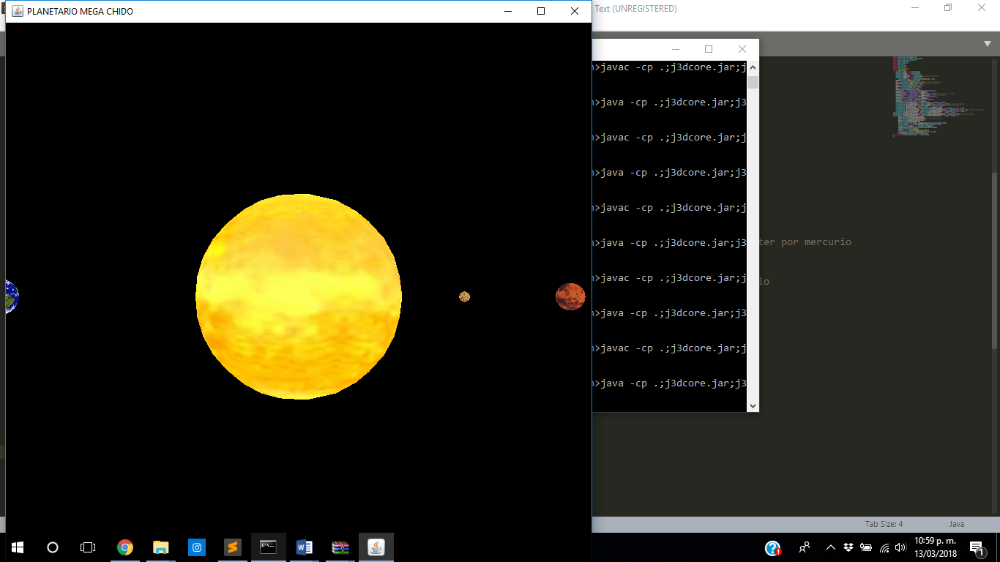 PLANETARIO MEGA CHIDO
Text (UNREGISTERED)
>javac -cp .;j3dcore.jar;j
>java -cp .;j3dcore.jar;j3
>javac -cp .;j3dcore.jar;j
>java -cp .;j3dcore.jar;j3
>javac -cp .;j3dcore.jar;j
>java -cp .;j3dcore.jar;j3
ter por mercurio
>javac -cp .;j3dcore.jar;j
io
>java -cp .;j3dcore.jar;j3
>javac -cp .;j3dcore.jar;j
>java -cp .;j3dcore.jar;j3
Tab Size: 4
Java
10:59 p. m.
13/03/2018
1